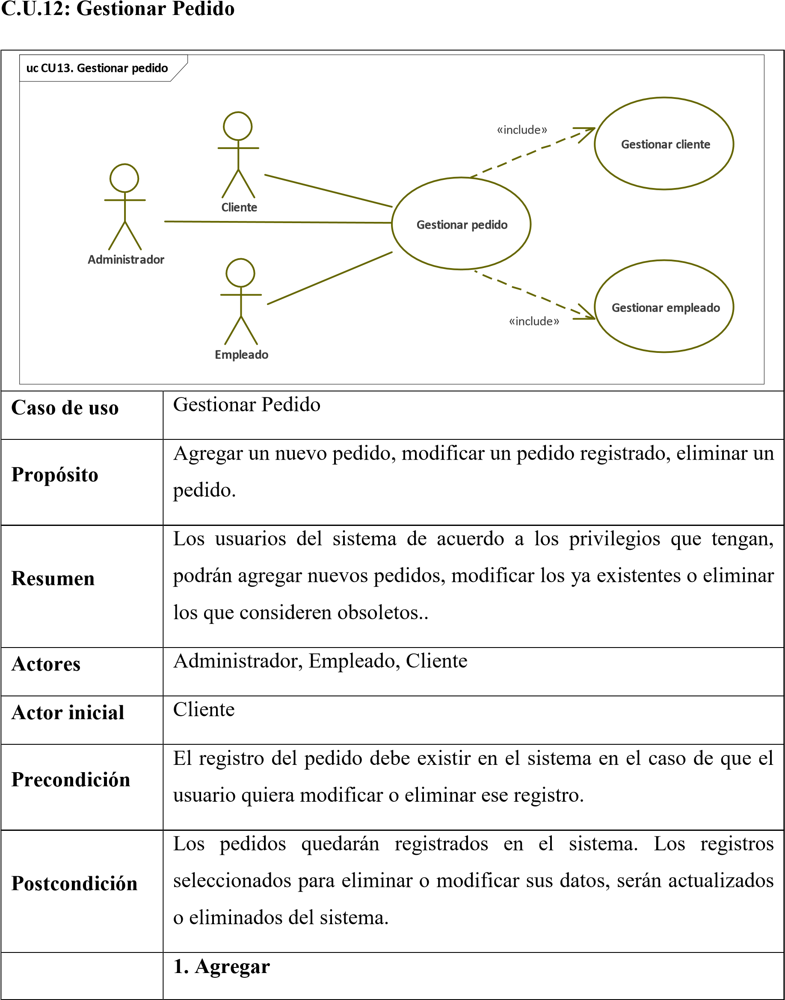 C.U.12: Gestionar Pedido
uc CU13. Gestionar pedido
«include»
Gestionar cliente
Cliente
Gestionar pedido
Administrador
Gestionar empleado
«include»
Empleado
Caso de uso
Gestionar Pedido
Propósito
Agregar un nuevo pedido, modificar un pedido registrado, eliminar un
pedido.
Resumen
Los usuarios del sistema de acuerdo a los privilegios que tengan,
podrán agregar nuevos pedidos, modificar los ya existentes o eliminar
los que consideren obsoletos..
Actores
Administrador, Empleado, Cliente
Actor inicial
Cliente
Precondición
El registro del pedido debe existir en el sistema en el caso de que el
usuario quiera modificar o eliminar ese registro.
Postcondición
Los pedidos quedarán registrados en el sistema. Los registros
seleccionados para eliminar o modificar sus datos, serán actualizados
o eliminados del sistema.
1. Agregar